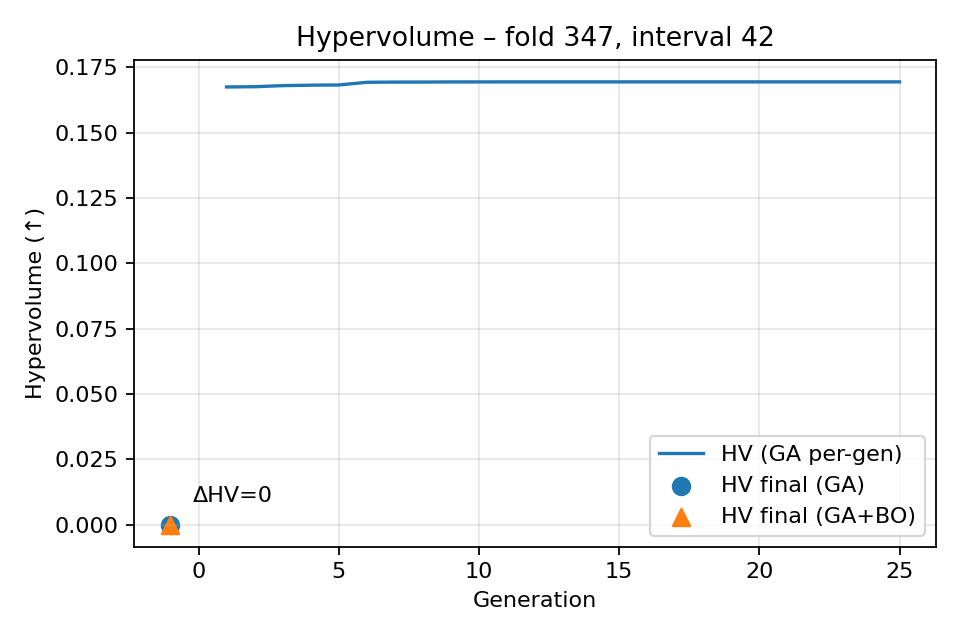 Hypervolume – fold 347, interval 42
Hypervolume (↑)
0.175
0.150
0.125
0.100
0.075
0.050
0.025
0.000
ΔHV=0
HV (GA per-gen)
HV final (GA)
HV final (GA+BO)
0 5 10 15 20 25
Generation